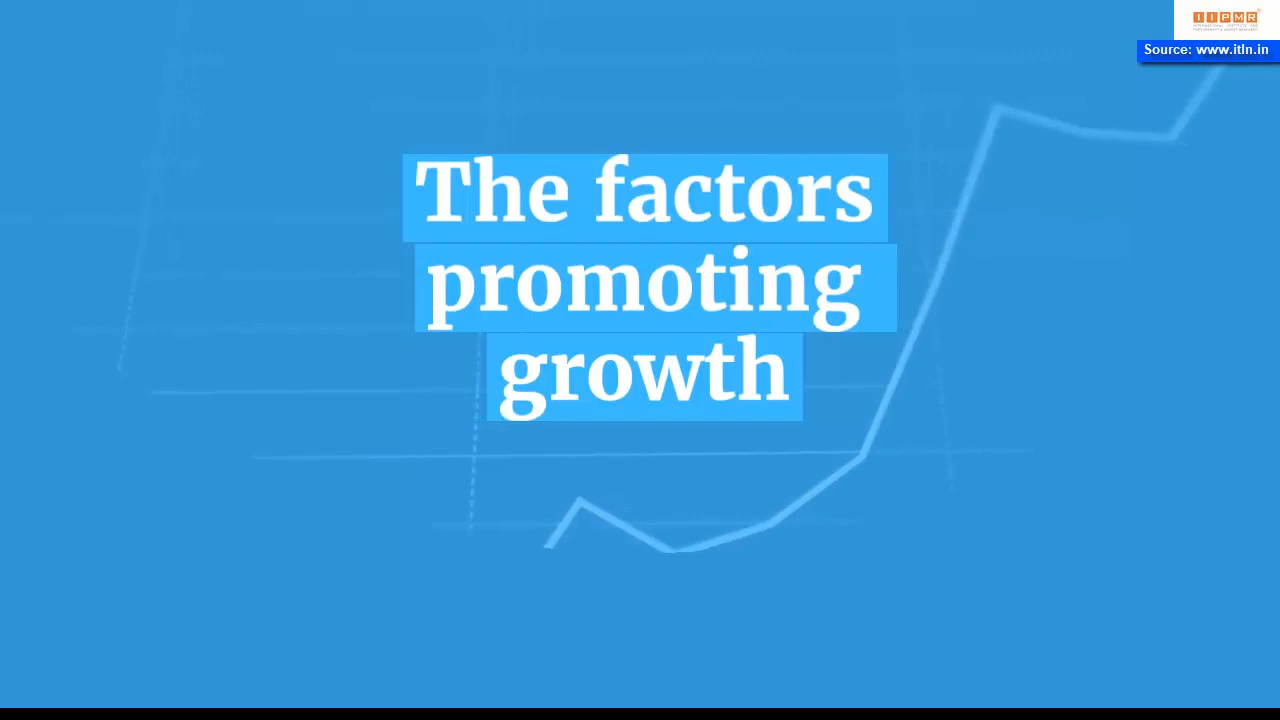 IIPMR
Source: www.itln.in
The factors
promoting
growth